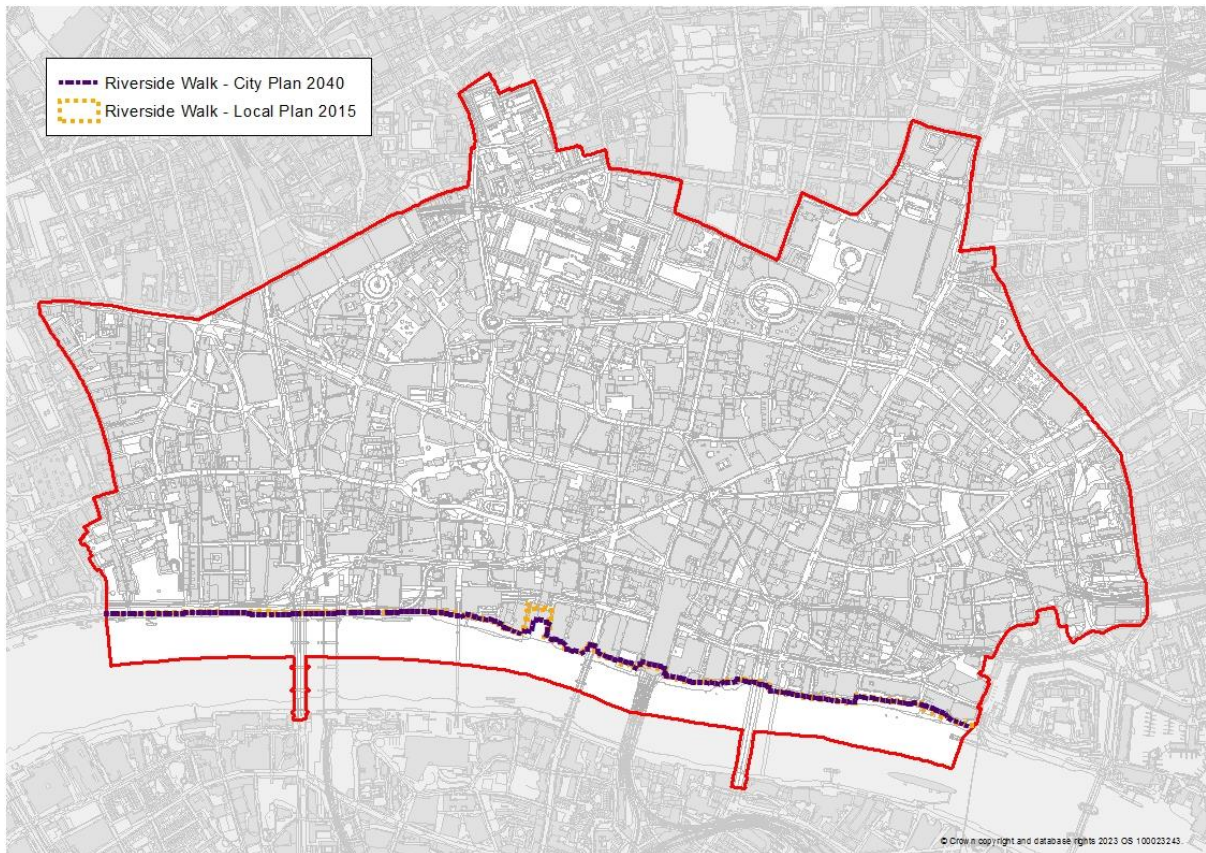 Riverside Walk - City Plan 2040
Riverside Walk - Local Plan 2015
© Crown copyright and database rights 2023 OS 100023243.